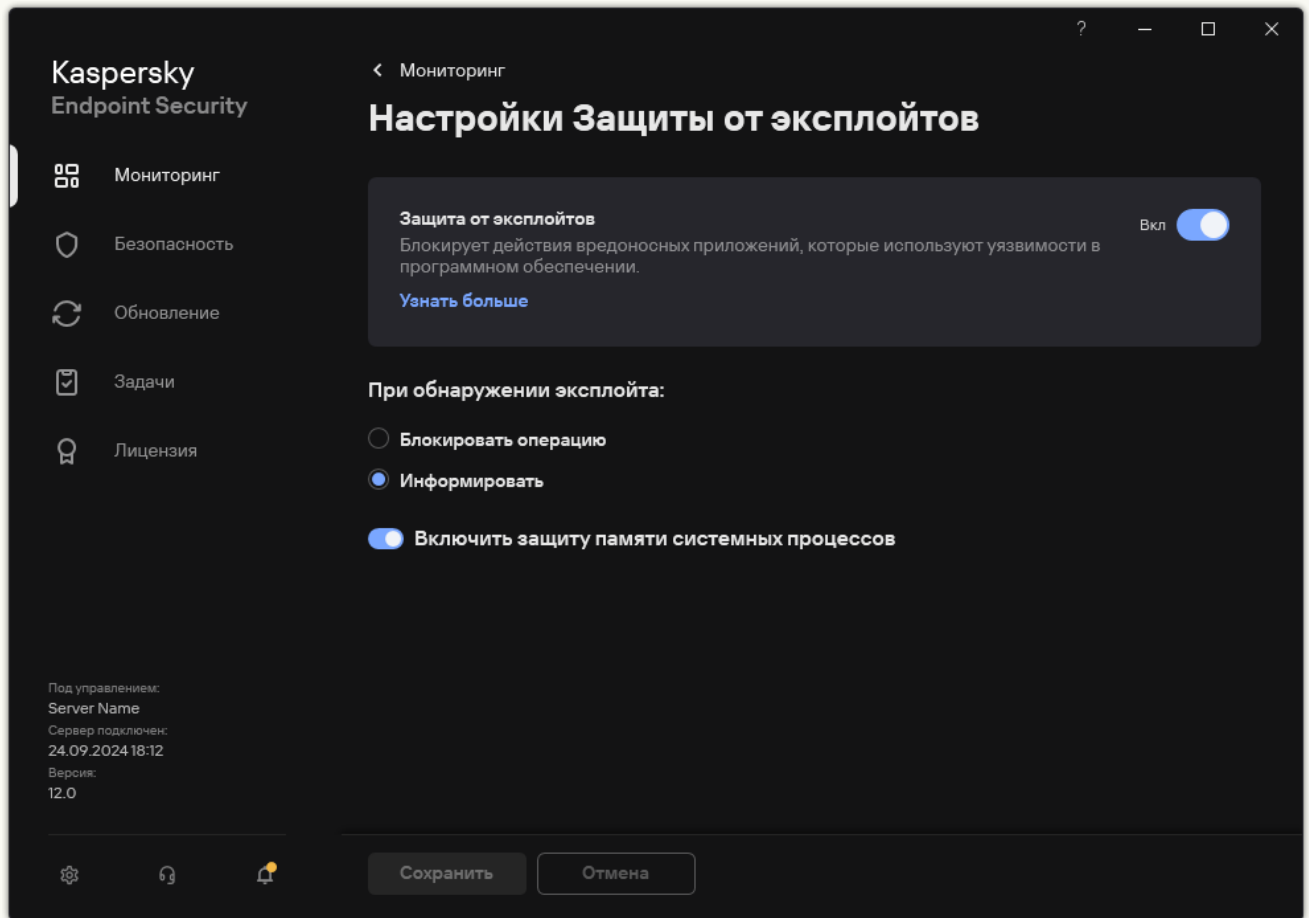 ?
Kaspersky
Endpoint Security
Мониторинг
Безопасность
Обновление
Задачи
Лицензия
Под управлением:
Server Name
Сервер подключен:
24.09.2024 18:12
Версия:
12.0
Мониторинг
Настройки Защиты от эксплойтов
Защита от эксплойтов
Вкл
Блокирует действия вредоносных приложений, которые используют уязвимости в
программном обеспечении.
Узнать больше
При обнаружении эксплойта:
Блокировать операцию
Информировать
Включить защиту памяти системных процессов
Сохранить
Отмена